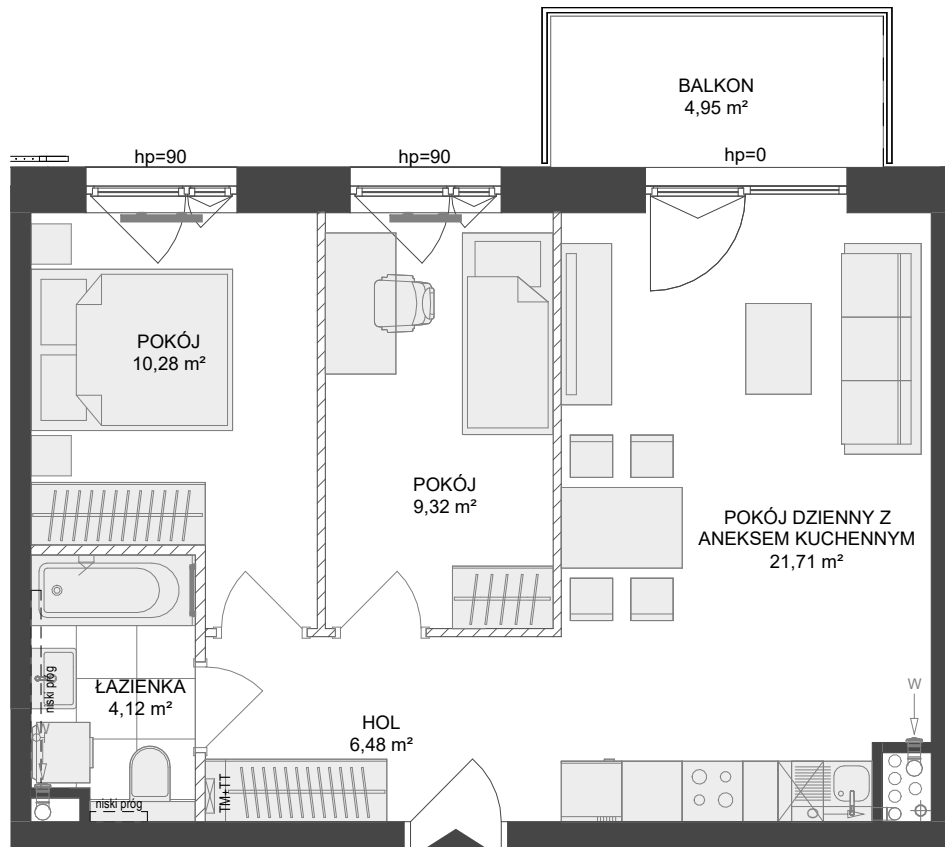 BALKON
4,95 m²
hp=90
hp=90
hp=0
POKÓJ
10,28 m²
POKÓJ
9,32 m²
POKÓJ DZIENNY Z
ANEKSEM KUCHENNYM
21,71 m²
niski próg
ŁAZIENKA
4,12 m²
W
W
HOL
6,48 m²
TM+TT
niski próg